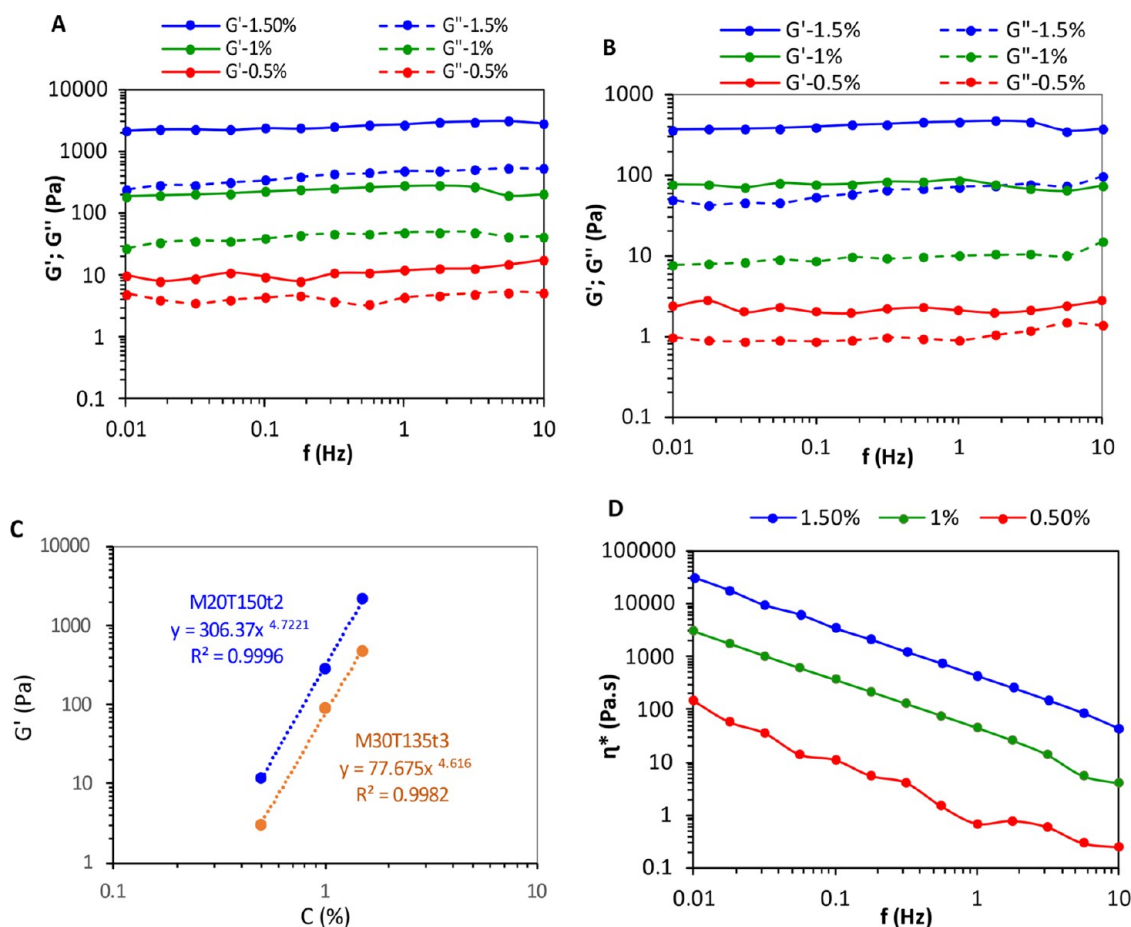 A
G'-1.50%
G''-1.5%
G'-1%
G''-1%
G'-0.5%
G''-0.5%
10000
1000
100
10
1
0.1
G'; G'' (Pa)
0.01
0.1
1
10
f (Hz)
B
G'-1.5%
G''-1.5%
G'-1%
G''-1%
G'-0.5%
G''-0.5%
1000
100
10
1
0.1
G'; G'' (Pa)
0.01
0.1
1
10
f (Hz)
C
10000
1000
100
10
1
G' (Pa)
M20T150t2
y = 306.37x 4.7221
R² = 0.9996
M30T135t3
y = 77.675x 4.616
R² = 0.9982
0.1
1
10
C (%)
D
1.50%
1%
0.50%
100000
10000
1000
100
10
1
0.1
η* (Pa.s)
0.01
0.1
1
10
f (Hz)